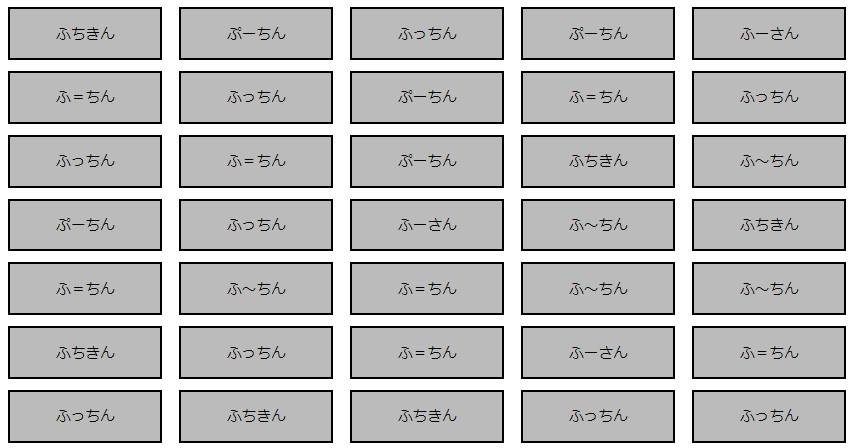 ふちきん ぷーちん ふっちん ぷーちん ふーさん
ふ＝ちん ふっちん ぷーちん ふ＝ちん ふっちん
ふっちん ふ＝ちん ぷーちん ふちきん ふ～ちん
ぷーちん ふっちん ふーさん ふ～ちん ふちきん
ふ＝ちん ふ～ちん ふ＝ちん ふ～ちん ふ～ちん
ふちきん ふっちん ふ＝ちん ふーさん ふ＝ちん
ふっちん ふちきん ふちきん ふっちん ふっちん